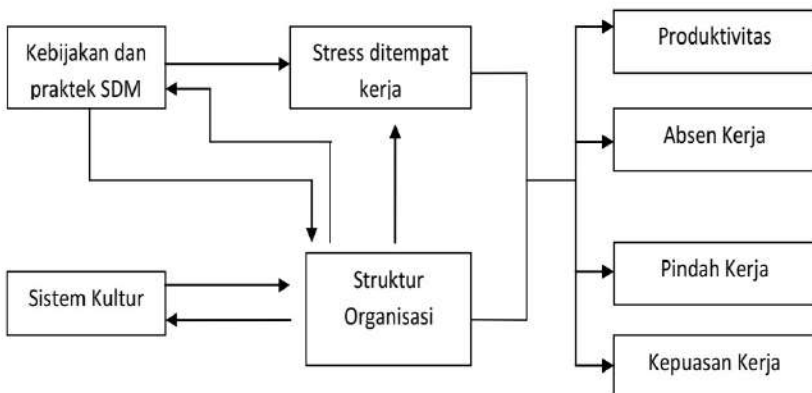 Kebijakan dan
praktek SDM
Stress ditempat
kerja
Produktivitas
Absen Kerja
Sistem Kultur
Struktur
Organisasi
Pindah Kerja
Kepuasan Kerja